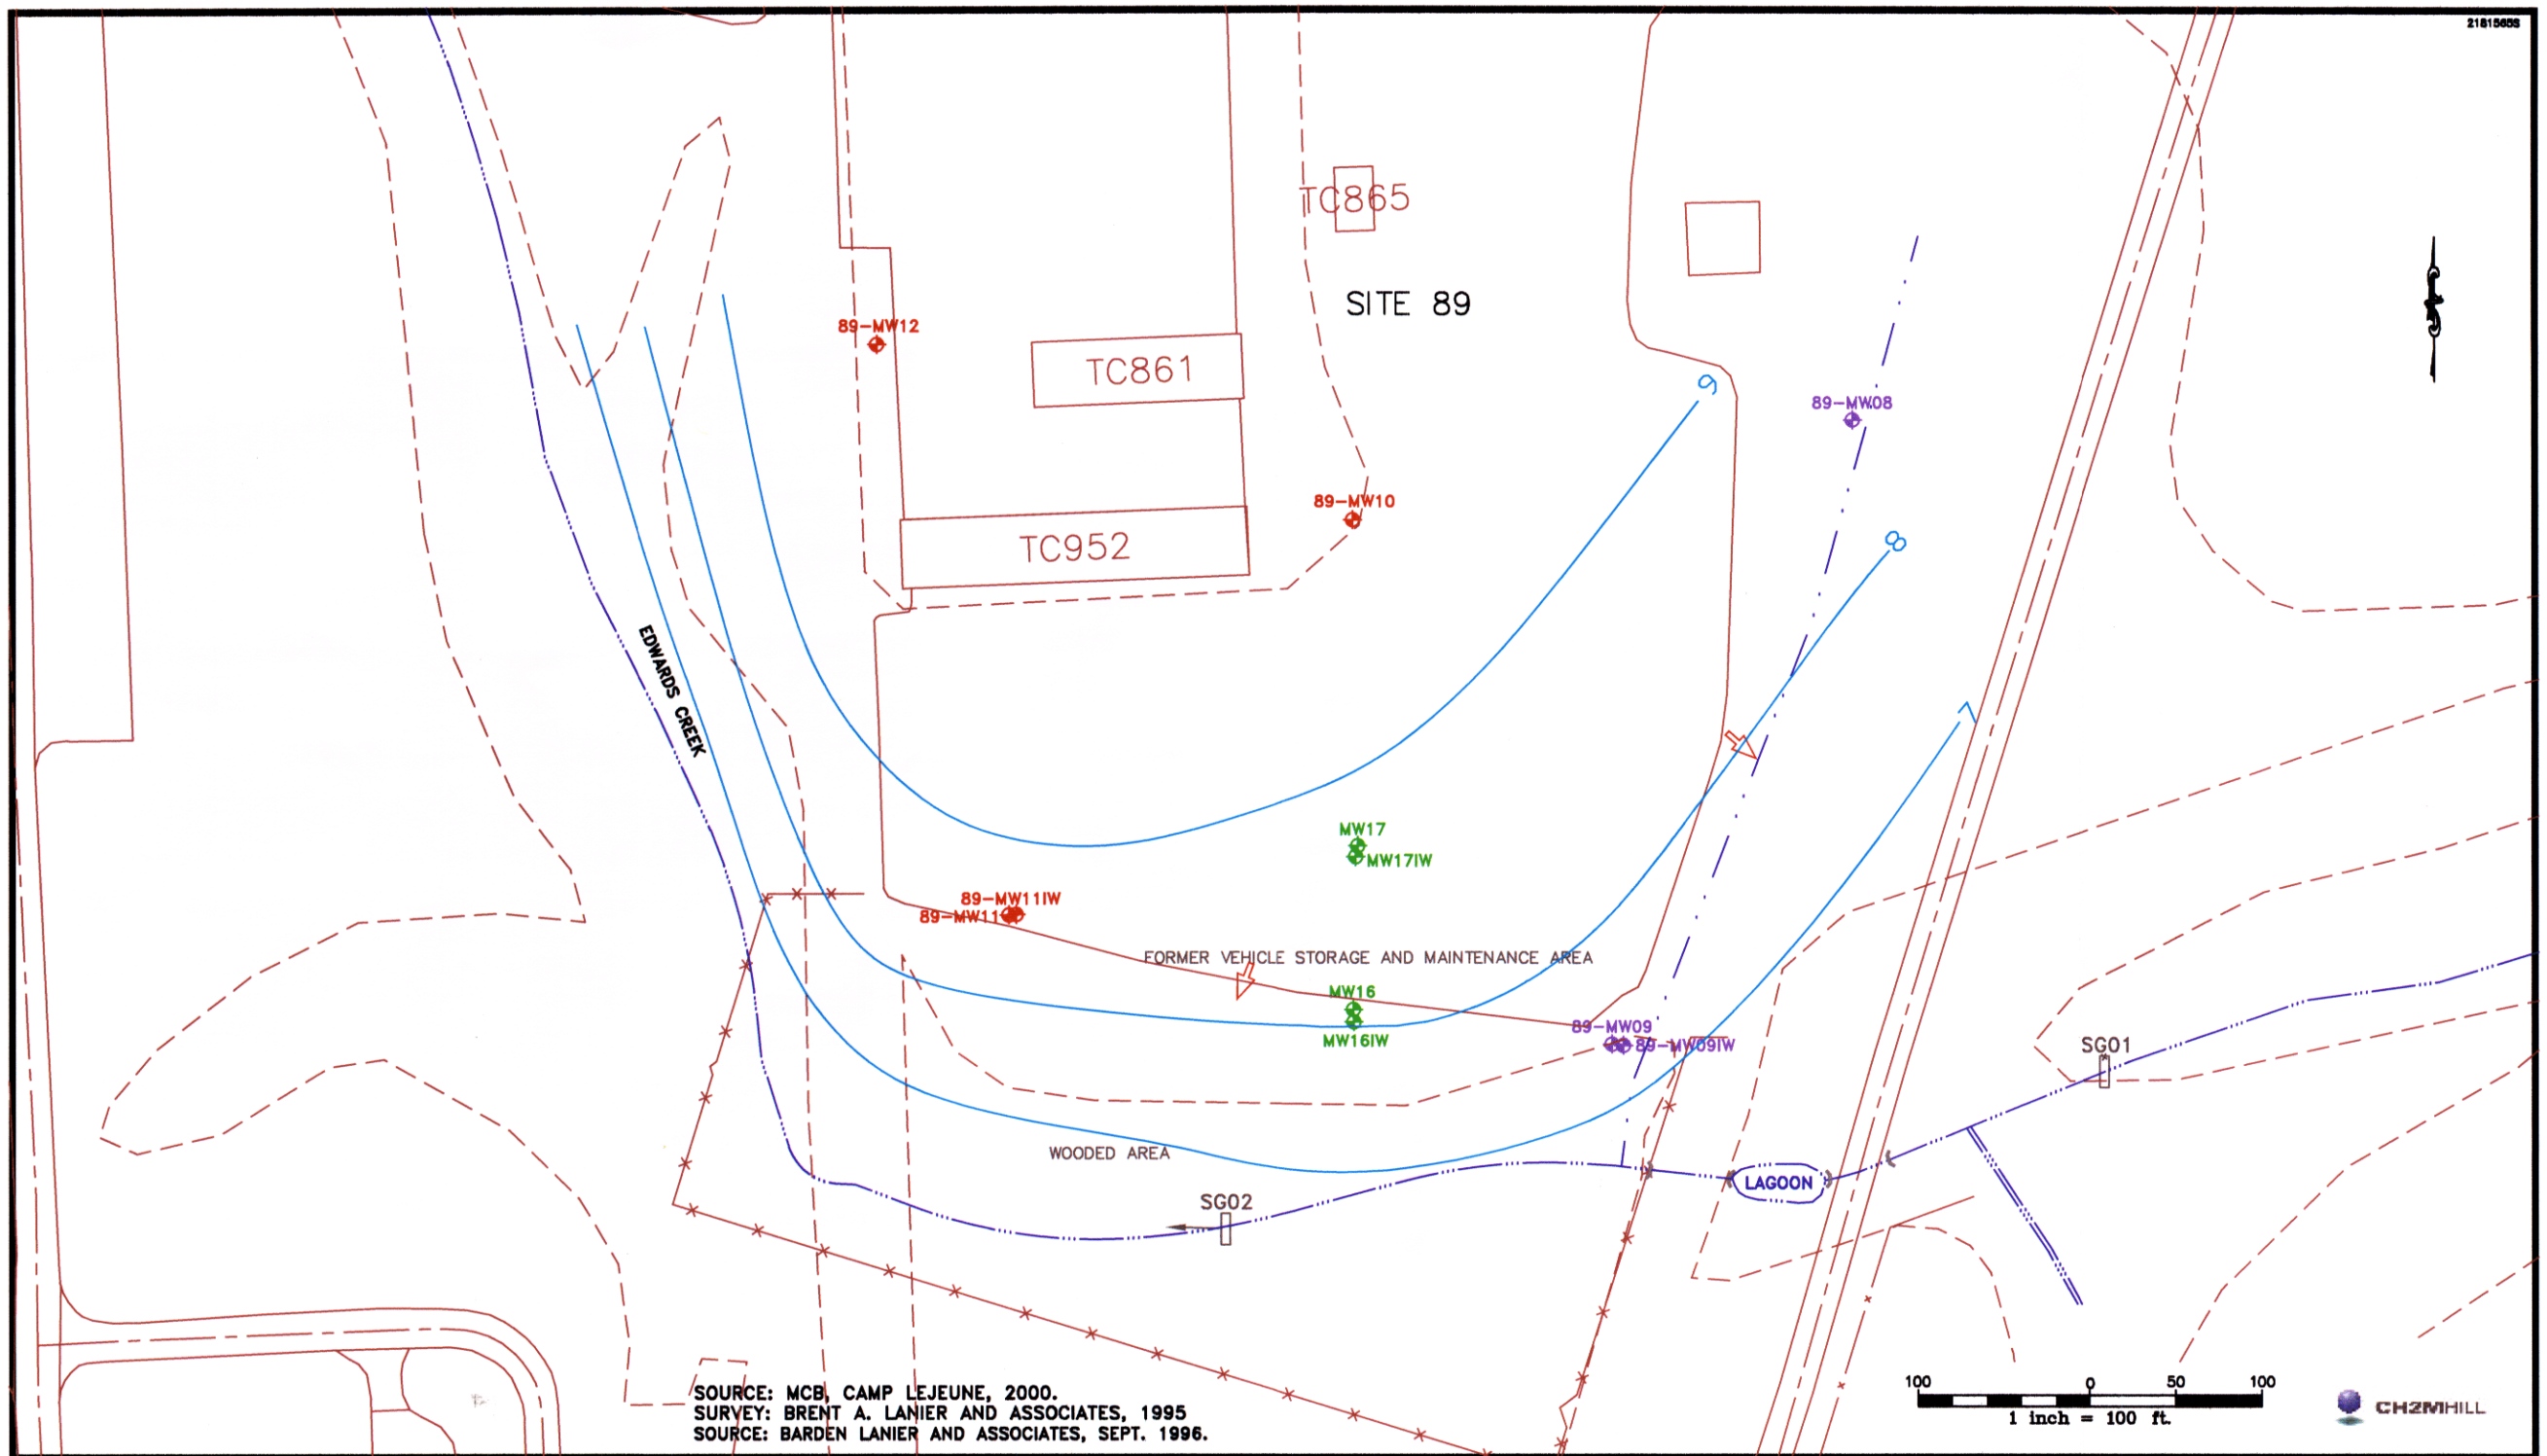 2181565S
TC865
SITE 89
89-MW12
TC861
9
89-MW08
89-MW10
TC952
8
EDWARDS CREEK
7
MW17
MW17IW
89-MW11IW
89-MW11
FORMER VEHICLE STORAGE AND MAINTENANCE AREA
MW16
MW16IW
89-MW09
89-MW09IW
SG01
WOODED AREA
LAGOON
SG02
SOURCE: MCB, CAMP LEJEUNE, 2000.
SURVEY: BRENT A. LANIER AND ASSOCIATES, 1995
SOURCE: BARDEN LANIER AND ASSOCIATES, SEPT. 1996.
100 0 50 100
1 inch = 100 ft.
CH2MHILL